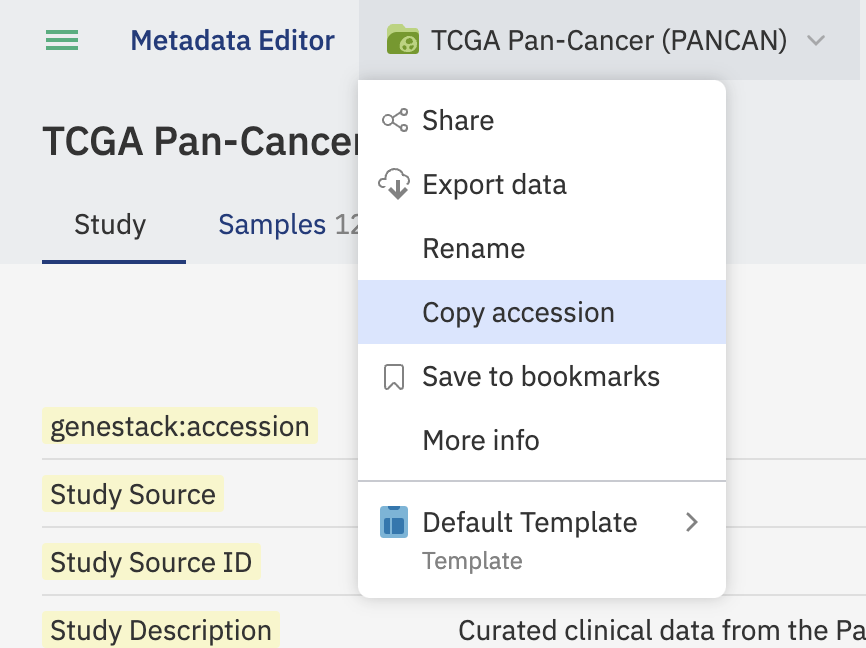 Metadata Editor
TCGA Pan-Cancer (PANCAN)
TCGA Pan-Cancer
Study
Samples 12
Share
Export data
Rename
Copy accession
Save to bookmarks
More info
Default Template
Template
genestack:accession
Study Source
Study Source ID
Study Description
Curated clinical data from the Pa